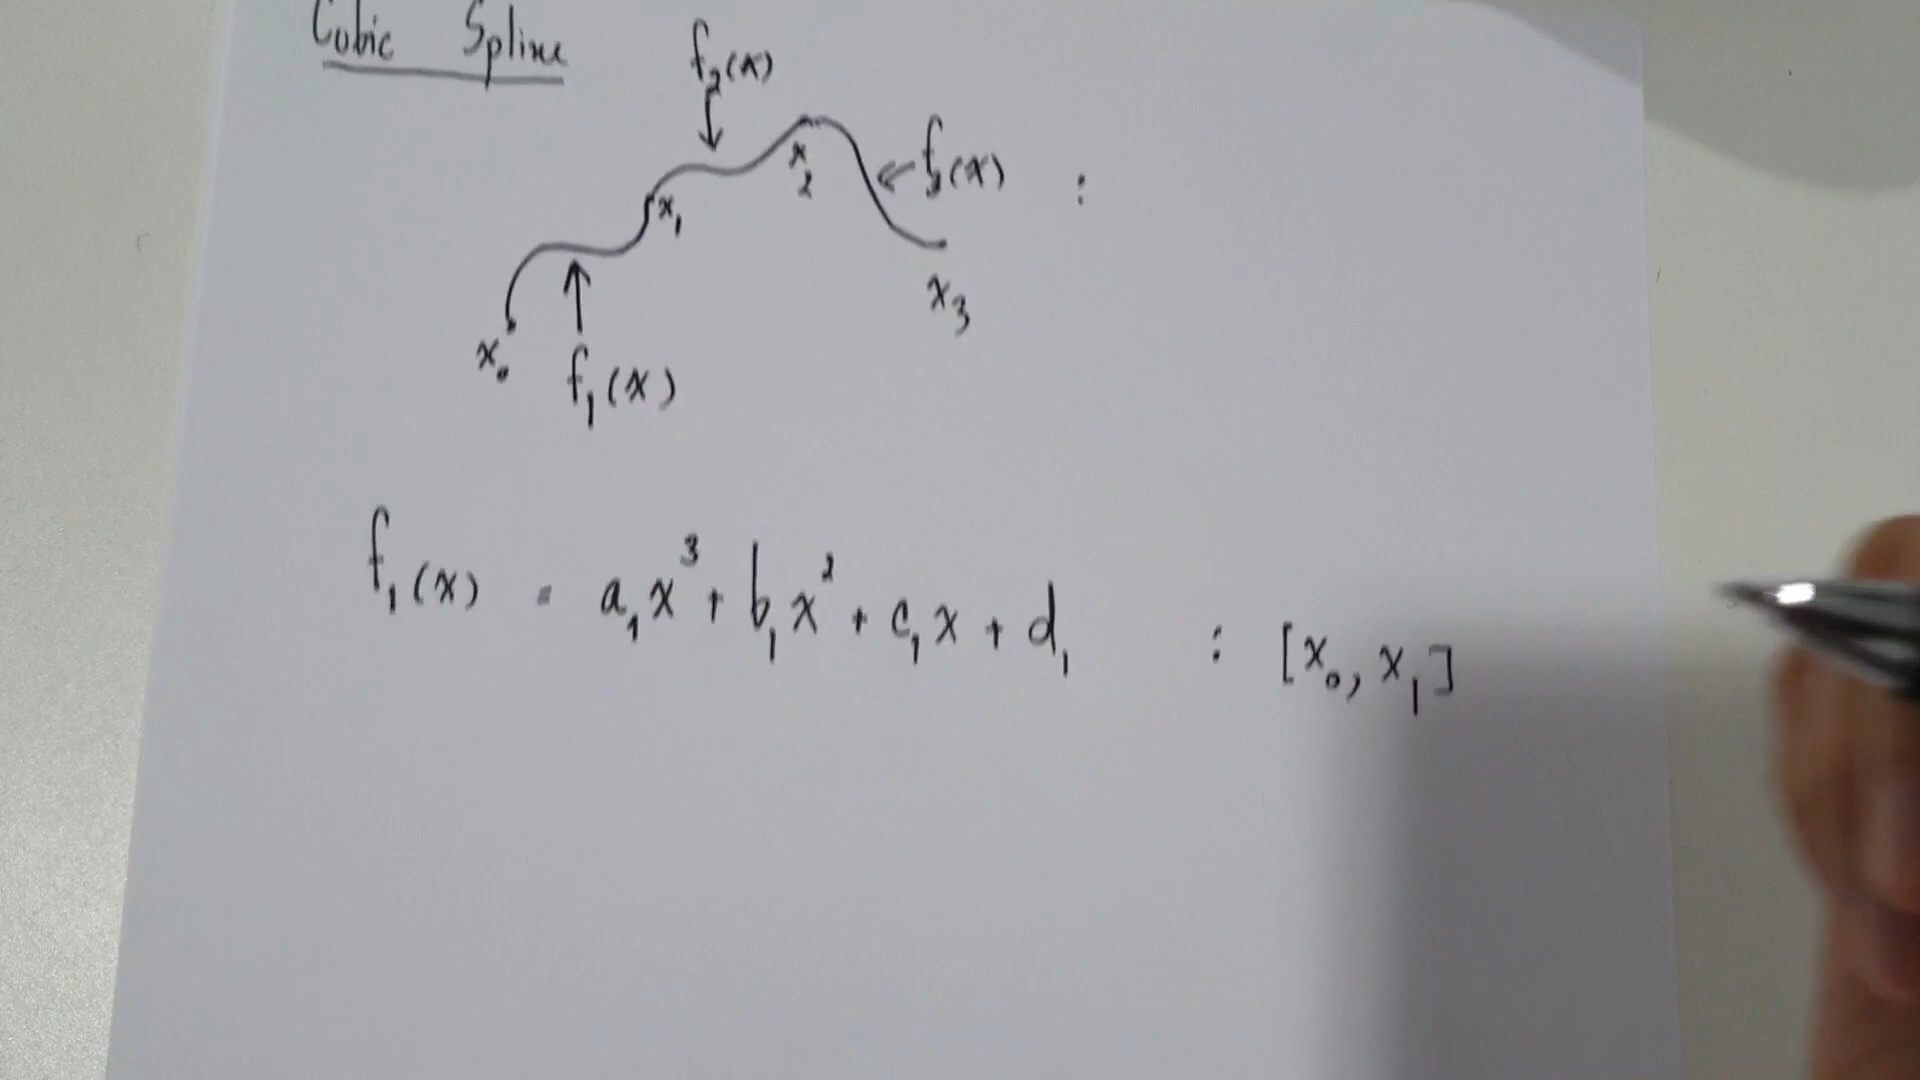 Cubic Spline
f₂(x)
x₂
f₃(x) :
x₁
x₃
x₀
f₁(x)
f₁(x) = a₁x³ + b₁x² + c₁x + d₁ : [x₀, x₁]